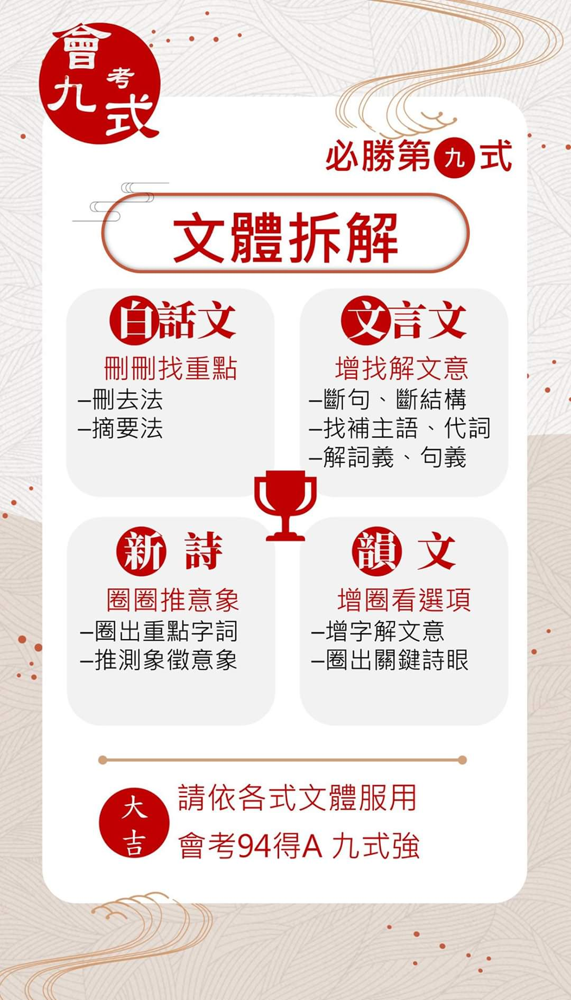 會考
九式
必勝第九式
文體拆解
白話文
刪刪找重點
–刪去法
–摘要法
文言文
增找解文意
–斷句、斷結構
–找補主語、代詞
–解詞義、句義
新詩
圈圈推意象
–圈出重點字詞
–推測象徵意象
韻文
增圈看選項
–增字解文意
–圈出關鍵詩眼
大吉
請依各式文體服用
會考94得A 九式強